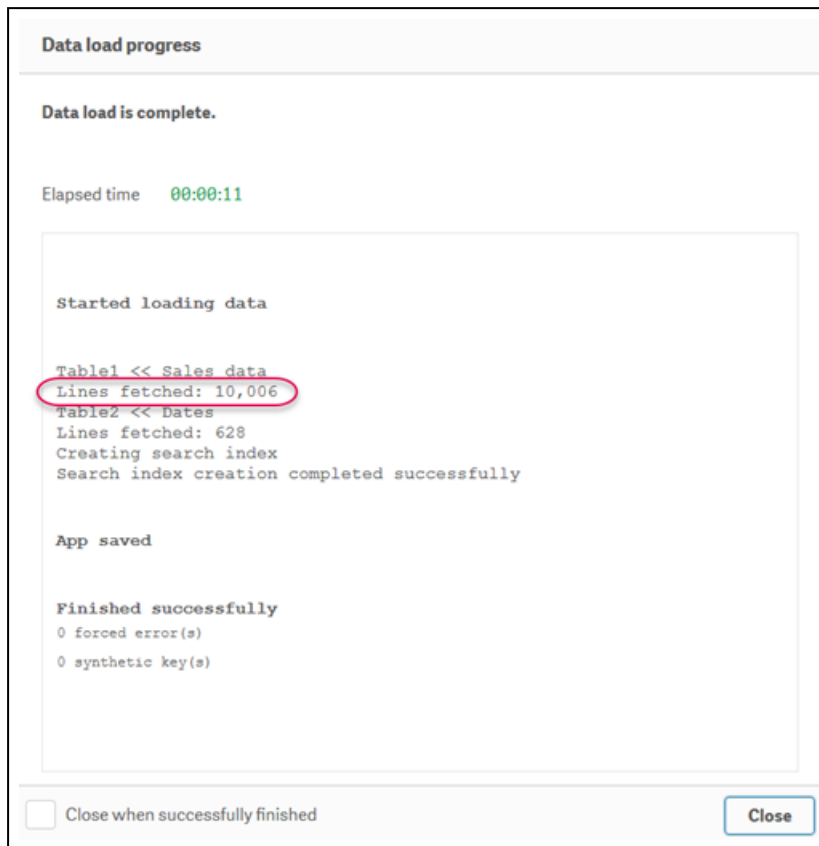 Data load progress
Data load is complete.
Elapsed time 00:00:11
Started loading data
Table1 << Sales data
Lines fetched: 10,006
Table2 << Dates
Lines fetched: 628
Creating search index
Search index creation completed successfully
App saved
Finished successfully
0 forced error(s)
0 synthetic key(s)
Close when successfully finished
Close